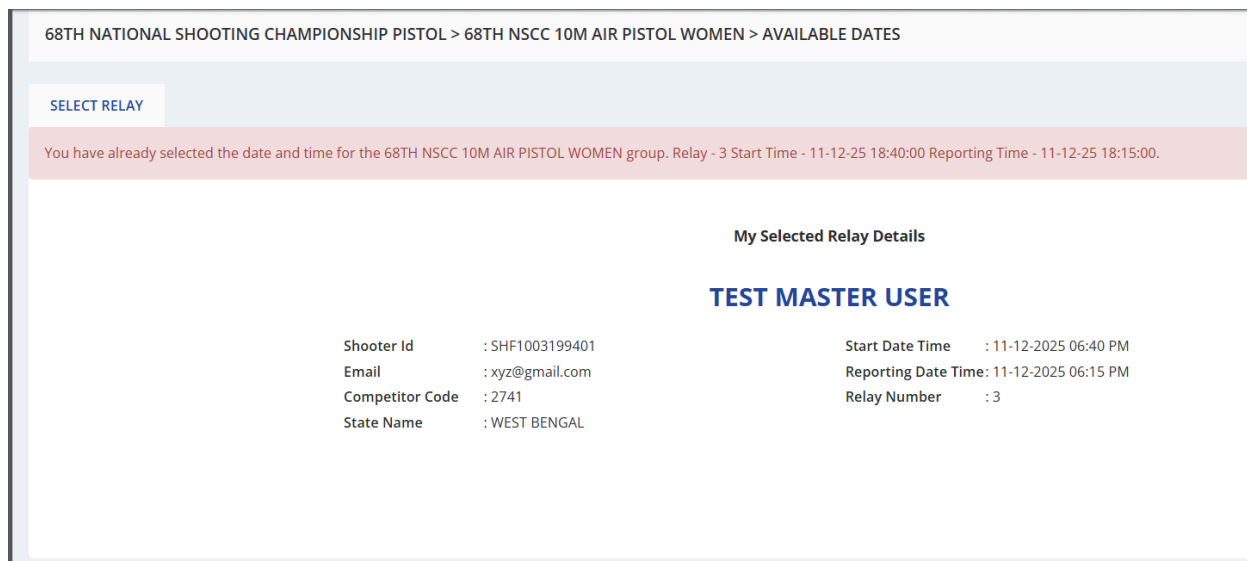 68TH NATIONAL SHOOTING CHAMPIONSHIP PISTOL > 68TH NSCC 10M AIR PISTOL WOMEN > AVAILABLE DATES
SELECT RELAY
You have already selected the date and time for the 68TH NSCC 10M AIR PISTOL WOMEN group. Relay - 3 Start Time - 11-12-25 18:40:00 Reporting Time - 11-12-25 18:15:00.
My Selected Relay Details
TEST MASTER USER
Shooter Id : SHF1003199401
Email : xyz@gmail.com
Competitor Code : 2741
State Name : WEST BENGAL
Start Date Time : 11-12-2025 06:40 PM
Reporting Date Time: 11-12-2025 06:15 PM
Relay Number : 3